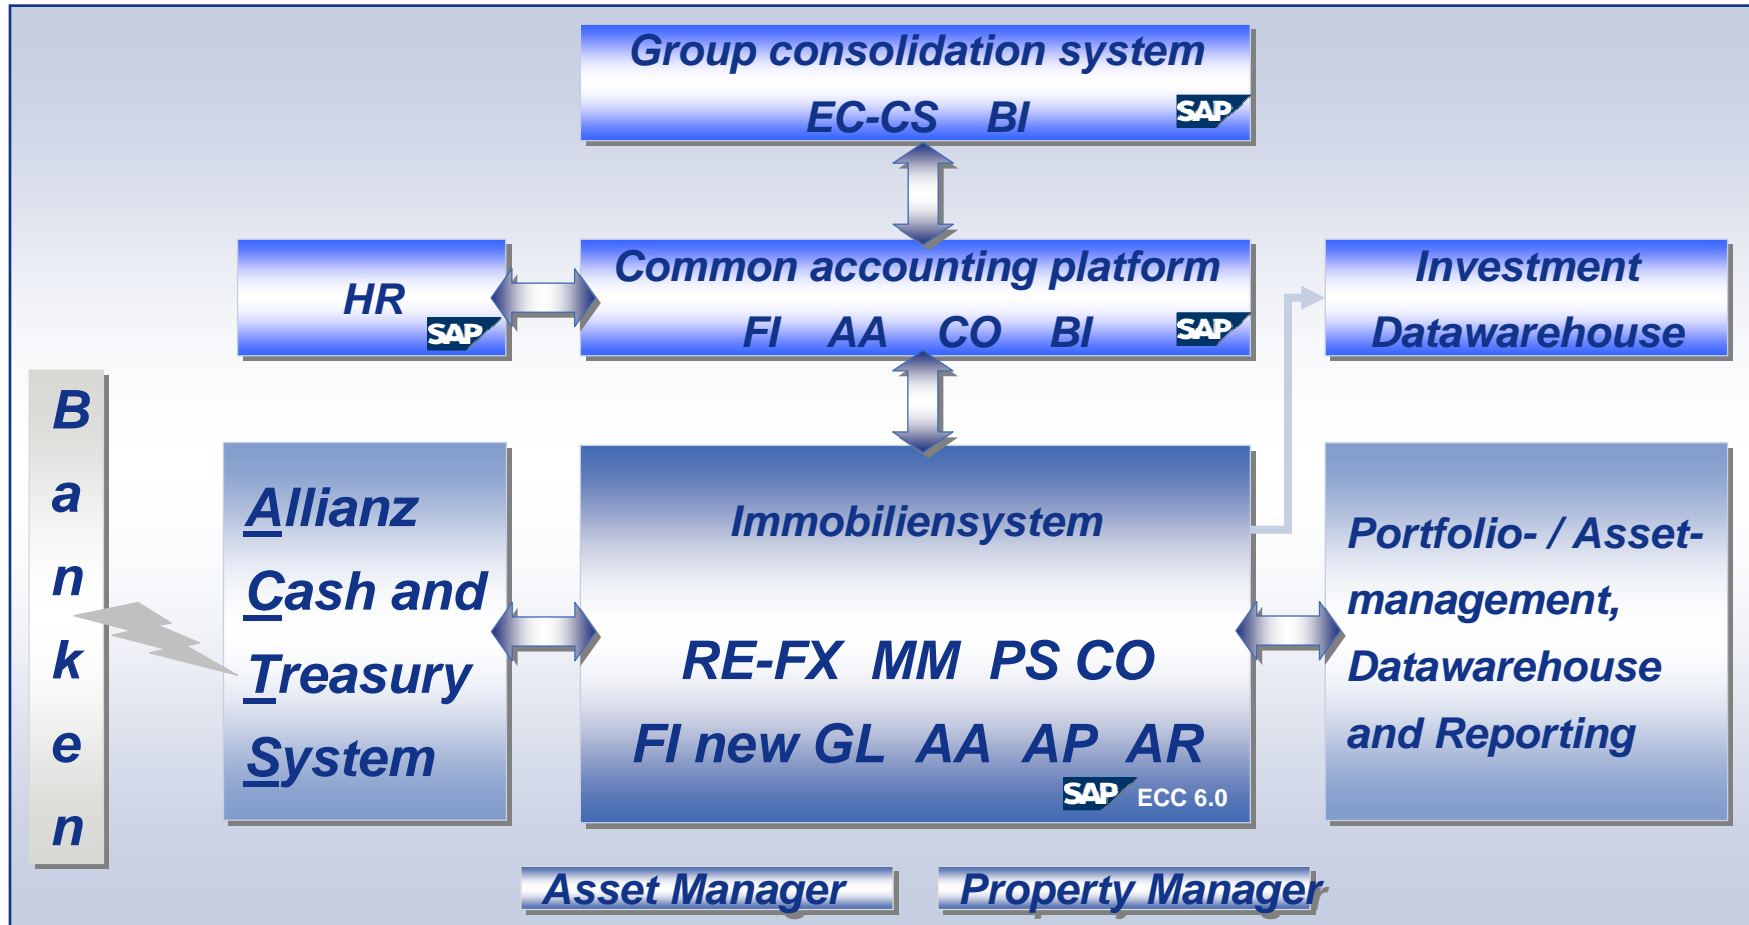 Group consolidation system
EC-CS BI
SAP
HR
SAP
Common accounting platform
FI AA CO BI
SAP
Investment
Datawarehouse
Banken
Allianz
Cash and
Treasury
System
Immobiliensystem
RE-FX MM PS CO
FI new GL AA AP AR
SAP ECC 6.0
Portfolio- / Asset-
management,
Datawarehouse
and Reporting
Asset Manager
Property Manager